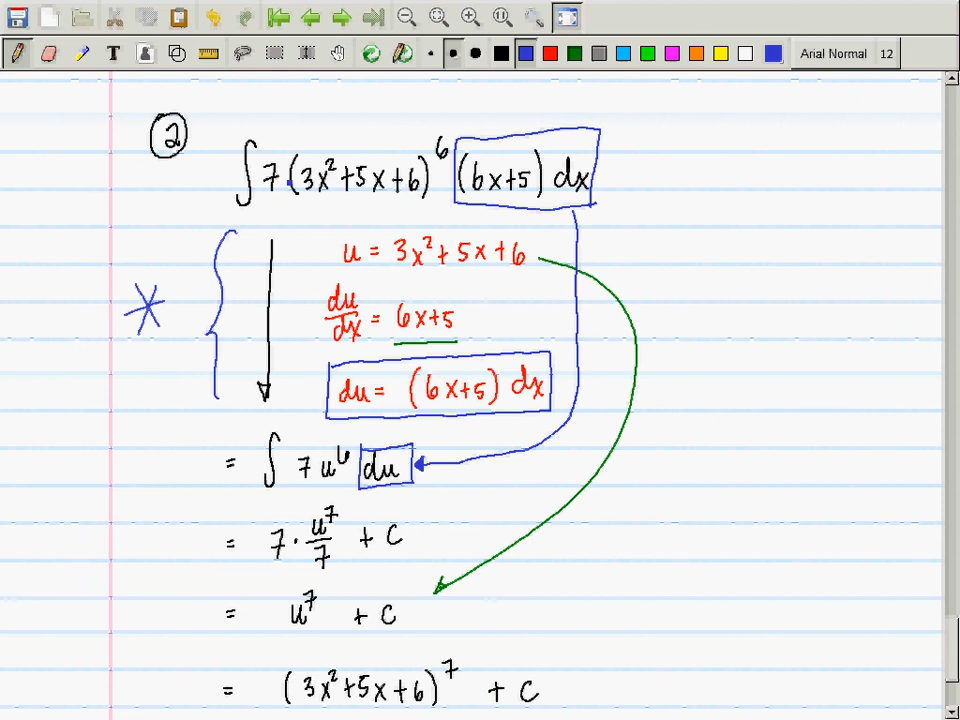 T
Arial Normal 12
②
∫ 7·(3x²+5x+6)⁶ (6x+5) dx
u = 3x²+5x+6
du/dx = 6x+5
du = (6x+5) dx
= ∫ 7u⁶ du
= 7 · u⁷/7 + c
= u⁷ + c
= (3x²+5x+6)⁷ + c